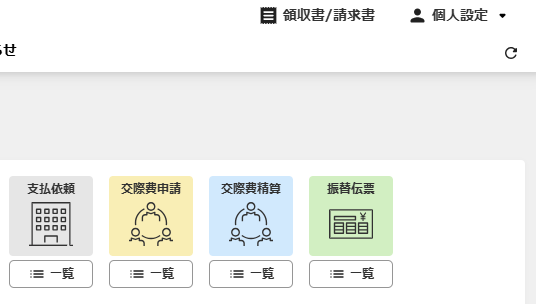 領収書/請求書
個人設定
らせ
支払依頼
交際費申請
交際費精算
振替伝票
一覧
一覧
一覧
一覧